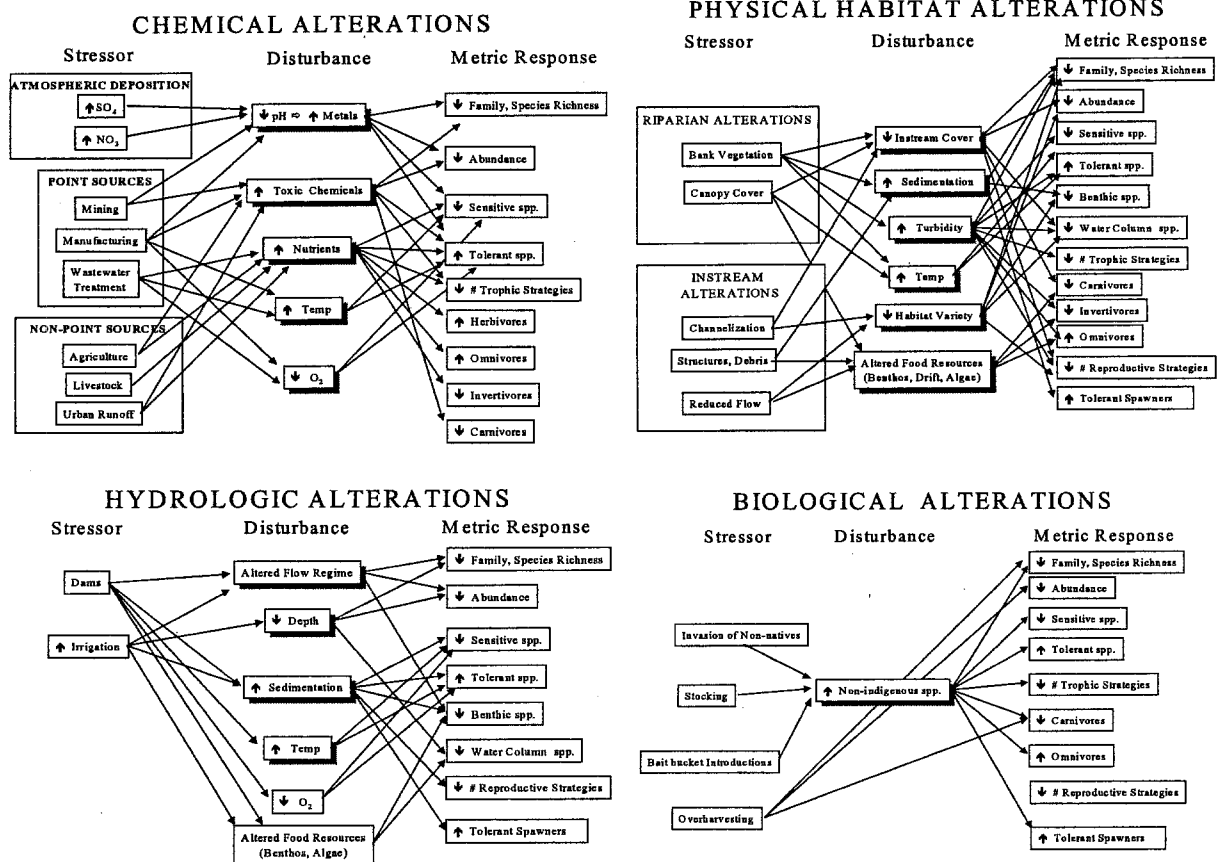 CHEMICAL ALTERATIONS
Stressor
Disturbance
Metric Response
ATMOSPHERIC DEPOSITION
↑SO₄
↑ NO₃
POINT SOURCES
Mining
Manufacturing
Wastewater
Treatment
NON-POINT SOURCES
Agriculture
Livestock
Urban Runoff
↓ pH ⇨ ↑ Metals
↑ Toxic Chemicals
↑ Nutrients
↑ Temp
↓ O₂
↓ Family, Species Richness
↓ Abundance
↓ Sensitive spp.
↑ Tolerant spp.
↓ # Trophic Strategies
↑ Herbivores
↑ Omnivores
↓ Invertivores
↓ Carnivores
PHYSICAL HABITAT ALTERATIONS
Stressor
Disturbance
Metric Response
RIPARIAN ALTERATIONS
Bank Vegetation
Canopy Cover
INSTREAM
ALTERATIONS
Channelization
Structures, Debris
Reduced Flow
↓ Instream Cover
↑ Sedimentation
↑ Turbidity
↑ Temp
↓ Habitat Variety
Altered Food Resources
(Benthos, Drift, Algae)
↓ Family, Species Richness
↓ Abundance
↓ Sensitive spp.
↑ Tolerant spp.
↓ Benthic spp.
↓ Water Column spp.
↓ # Trophic Strategies
↓ Carnivores
↓ Invertivores
↑ Omnivores
↓ # Reproductive Strategies
↑ Tolerant Spawners
HYDROLOGIC ALTERATIONS
Stressor
Disturbance
Metric Response
Dams
↑ Irrigation
Altered Flow Regime
↓ Depth
↑ Sedimentation
↑ Temp
↓ O₂
Altered Food Resources
(Benthos, Algae)
↓ Family, Species Richness
↓ Abundance
↓ Sensitive spp.
↑ Tolerant spp.
↓ Benthic spp.
↓ Water Column spp.
↓ # Reproductive Strategies
↑ Tolerant Spawners
BIOLOGICAL ALTERATIONS
Stressor
Disturbance
Metric Response
Invasion of Non-natives
Stocking
Bait bucket Introductions
Overharvesting
↑ Non-indigenous spp.
↓ Family, Species Richness
↓ Abundance
↓ Sensitive spp.
↑ Tolerant spp.
↓ # Trophic Strategies
↓ Carnivores
↑ Omnivores
↓ # Reproductive Strategies
↑ Tolerant Spawners